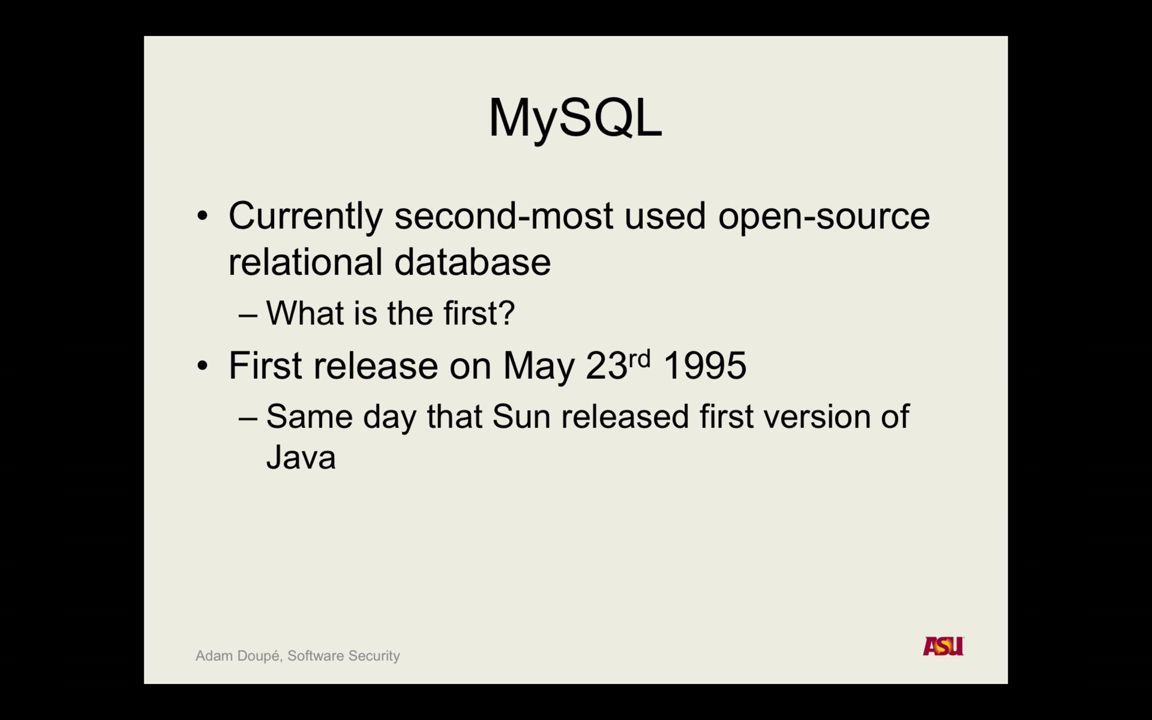 MySQL
• Currently second-most used open-source
relational database
– What is the first?
• First release on May 23rd 1995
– Same day that Sun released first version of
Java
Adam Doupé, Software Security
ASU